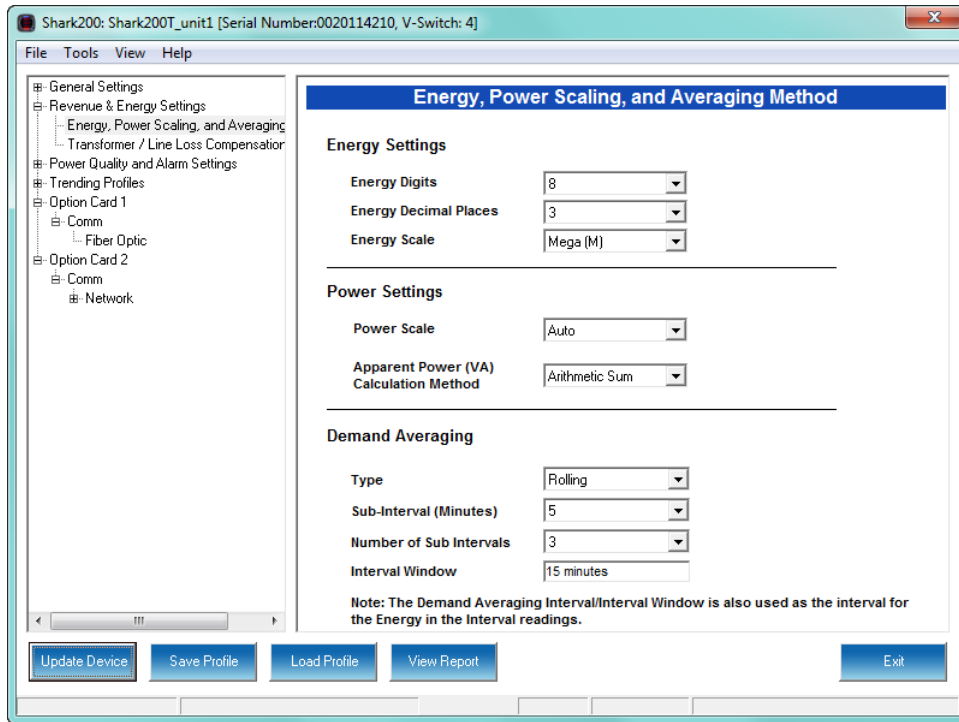 Shark200: Shark200T_unit1 [Serial Number:0020114210, V-Switch: 4]
File Tools View Help
General Settings
Revenue & Energy Settings
Energy, Power Scaling, and Averaging
Transformer / Line Loss Compensation
Power Quality and Alarm Settings
Trending Profiles
Option Card 1
Comm
Fiber Optic
Option Card 2
Comm
Network
Energy, Power Scaling, and Averaging Method
Energy Settings
Energy Digits 8
Energy Decimal Places 3
Energy Scale Mega (M)
Power Settings
Power Scale Auto
Apparent Power (VA)
Calculation Method Arithmetic Sum
Demand Averaging
Type Rolling
Sub-Interval (Minutes) 5
Number of Sub Intervals 3
Interval Window 15 minutes
Note: The Demand Averaging Interval/Interval Window is also used as the interval for
the Energy in the Interval readings.
Update Device Save Profile Load Profile View Report Exit